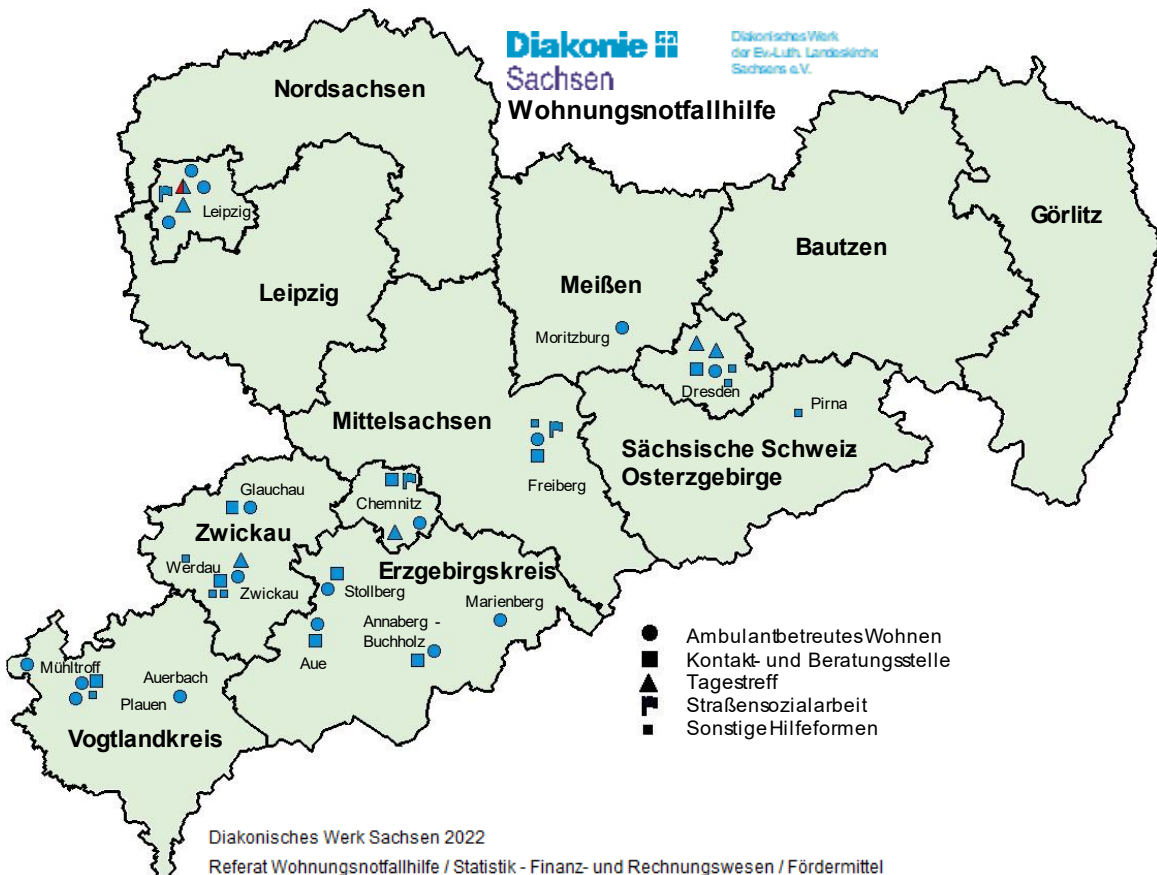 Diakonie
Sachsen
Diakonisches Werk
der Ev.-Luth. Landeskirche
Sachsens e.V.
Wohnungsnotfallhilfe
Nordsachsen
Leipzig
Leipzig
Meißen
Moritzburg
Bautzen
Görlitz
Dresden
Pirna
Sächsische Schweiz
Osterzgebirge
Mittelsachsen
Freiberg
Chemnitz
Glauchau
Zwickau
Werdau
Zwickau
Erzgebirgskreis
Stollberg
Marienberg
Annaberg -
Buchholz
Aue
Mühltroff
Auerbach
Plauen
Vogtlandkreis
Ambulant betreutes Wohnen
Kontakt- und Beratungsstelle
Tagestreff
Straßensozialarbeit
Sonstige Hilfeformen
Diakonisches Werk Sachsen 2022
Referat Wohnungsnotfallhilfe / Statistik - Finanz- und Rechnungswesen / Fördermittel